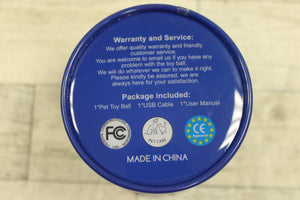 Warranty and Service:
We offer quality warranty and friendly
customer service.
You are welcome to email us if you have any
problem with the toy ball.
We will do whatever we can to make it right.
Please kindly be assured, we are
always here for your satisfaction.
Package included:
1*Pet Toy Ball 1*USB Cable 1*User Manual
FC
PET CARE
CE
MADE IN CHINA